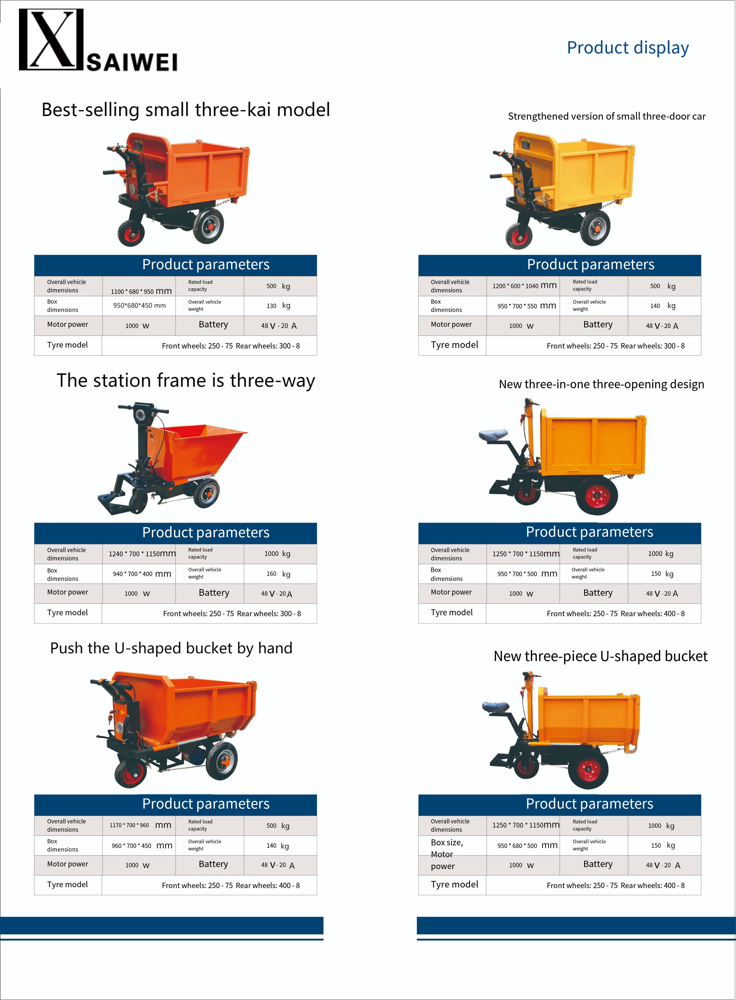 X
SAIWEI
Product display
Best-selling small three-kai model
Product parameters
Overall vehicle
dimensions
1100 * 680 * 950 mm
Rated load
capacity
500 kg
Box
dimensions
950*680*450 mm
Overall vehicle
weight
130 kg
Motor power
1000 W
Battery
48 V - 20 A
Tyre model
Front wheels: 250 - 75 Rear wheels: 300 - 8
Strengthened version of small three-door car
Product parameters
Overall vehicle
dimensions
1200 * 600 * 1040 mm
Rated load
capacity
500 kg
Box
dimensions
950 * 700 * 550 mm
Overall vehicle
weight
140 kg
Motor power
1000 W
Battery
48 V - 20 A
Tyre model
Front wheels: 250 - 75 Rear wheels: 300 - 8
The station frame is three-way
Product parameters
Overall vehicle
dimensions
1240 * 700 * 1150mm
Rated load
capacity
1000 kg
Box
dimensions
940 * 700 * 400 mm
Overall vehicle
weight
160 kg
Motor power
1000 W
Battery
48 V - 20 A
Tyre model
Front wheels: 250 - 75 Rear wheels: 300 - 8
New three-in-one three-opening design
Product parameters
Overall vehicle
dimensions
1250 * 700 * 1150mm
Rated load
capacity
1000 kg
Box
dimensions
950 * 700 * 500 mm
Overall vehicle
weight
150 kg
Motor power
1000 W
Battery
48 V - 20 A
Tyre model
Front wheels: 250 - 75 Rear wheels: 400 - 8
Push the U-shaped bucket by hand
Product parameters
Overall vehicle
dimensions
1170 * 700 * 960 mm
Rated load
capacity
500 kg
Box
dimensions
960 * 700 * 450 mm
Overall vehicle
weight
140 kg
Motor power
1000 W
Battery
48 V - 20 A
Tyre model
Front wheels: 250 - 75 Rear wheels: 400 - 8
New three-piece U-shaped bucket
Product parameters
Overall vehicle
dimensions
1250 * 700 * 1150mm
Rated load
capacity
1000 kg
Box size,
Motor
power
950 * 680 * 500 mm
Overall vehicle
weight
150 kg
1000 W
Battery
48 V - 20 A
Tyre model
Front wheels: 250 - 75 Rear wheels: 400 - 8